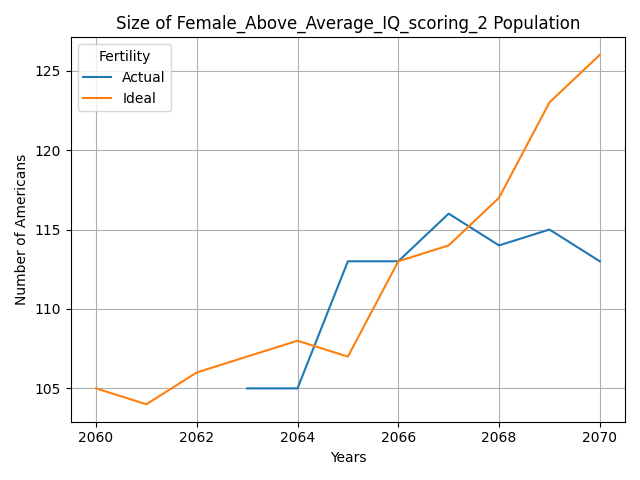 Size of Female_Above_Average_IQ_scoring_2 Population
Fertility
Actual
Ideal
125
120
115
110
105
Number of Americans
2060 2062 2064 2066 2068 2070
Years